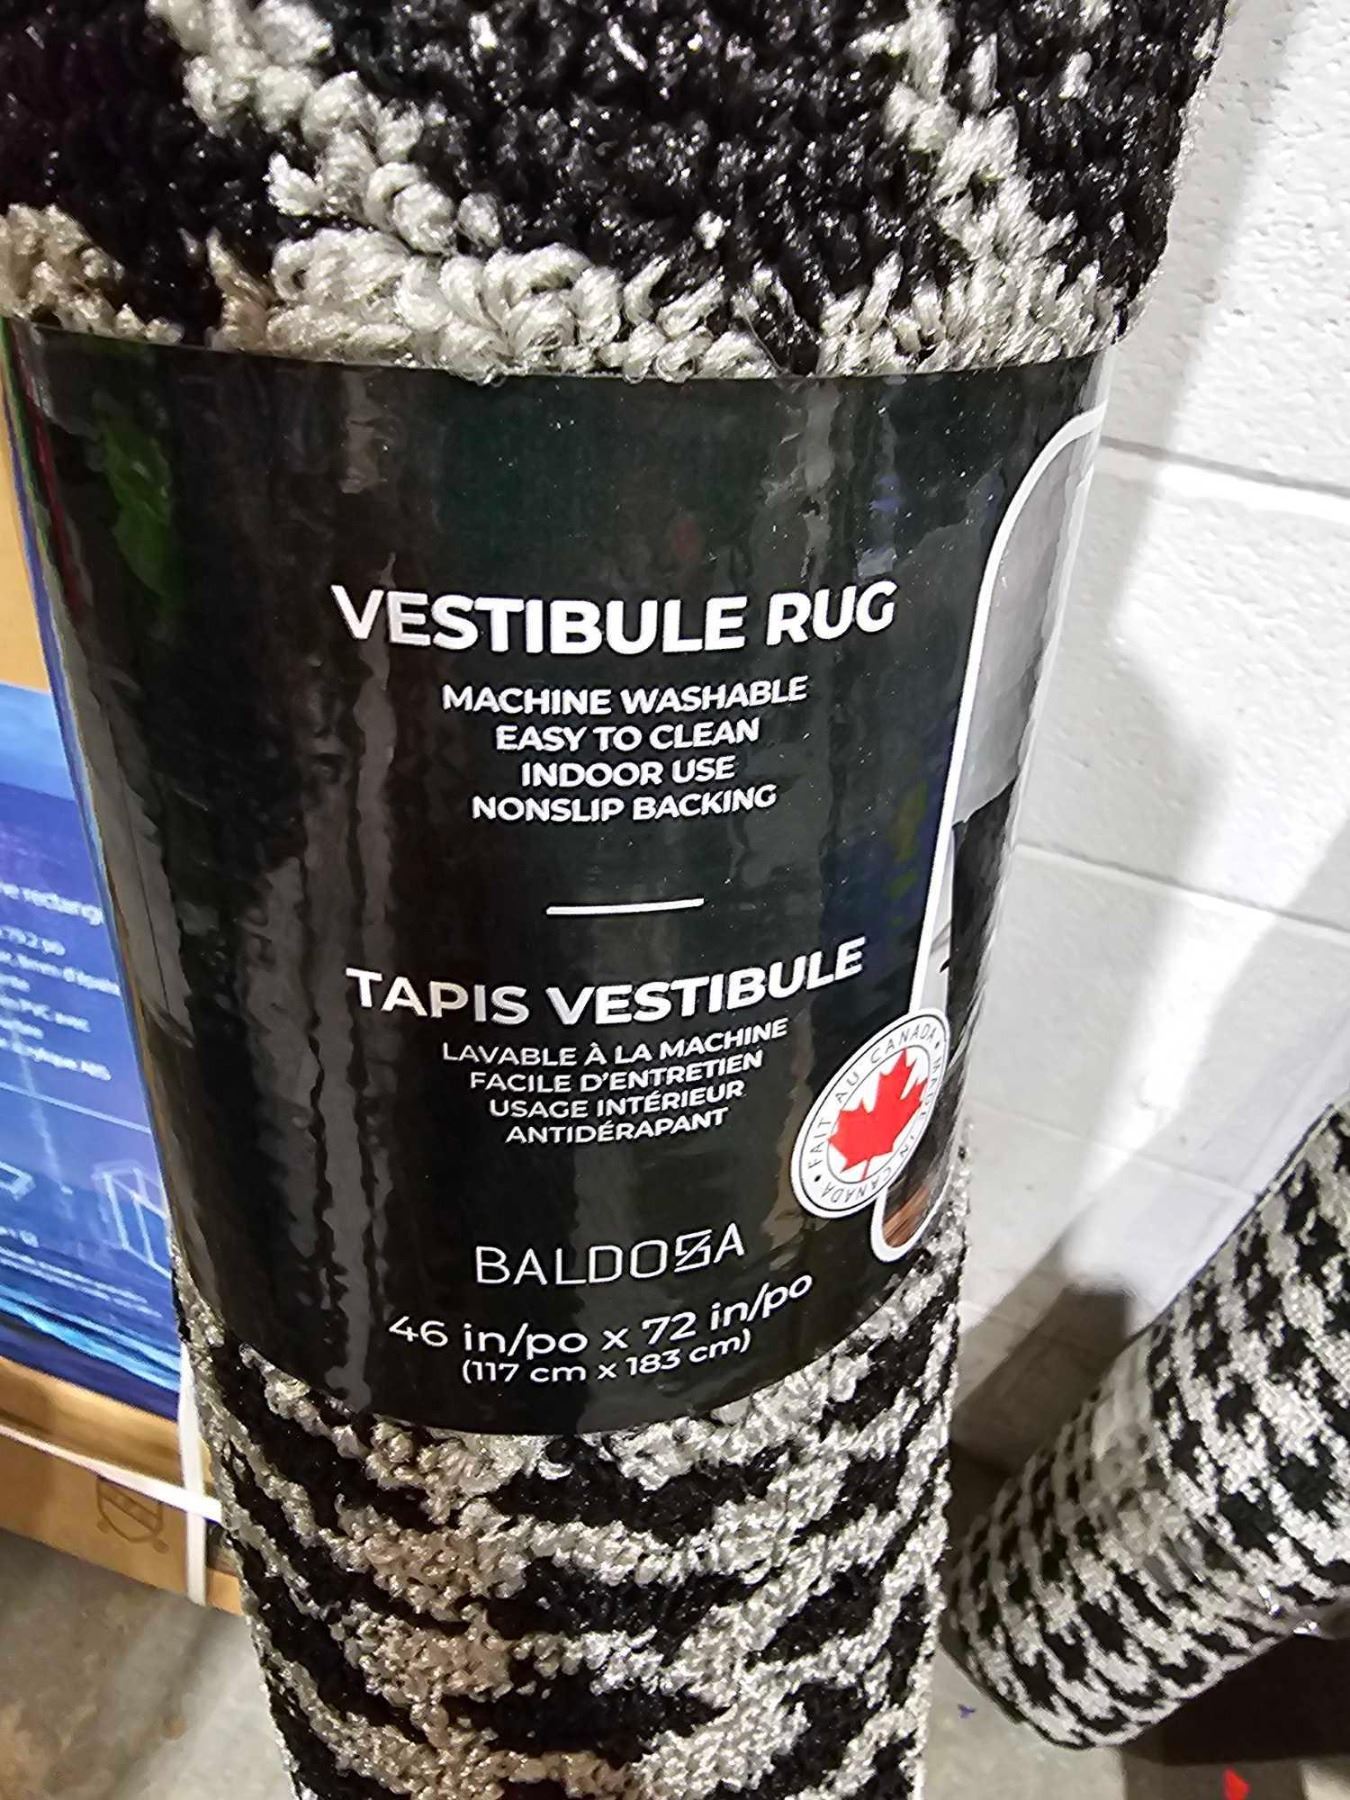 VESTIBULE RUG
MACHINE WASHABLE
EASY TO CLEAN
INDOOR USE
NONSLIP BACKING
TAPIS VESTIBULE
LAVABLE À LA MACHINE
FACILE D'ENTRETIEN
USAGE INTÉRIEUR
ANTIDÉRAPANT
FAIT AU CANADA • MADE IN CANADA •
BALDOSA
46 in/po x 72 in/po
(117 cm x 183 cm)